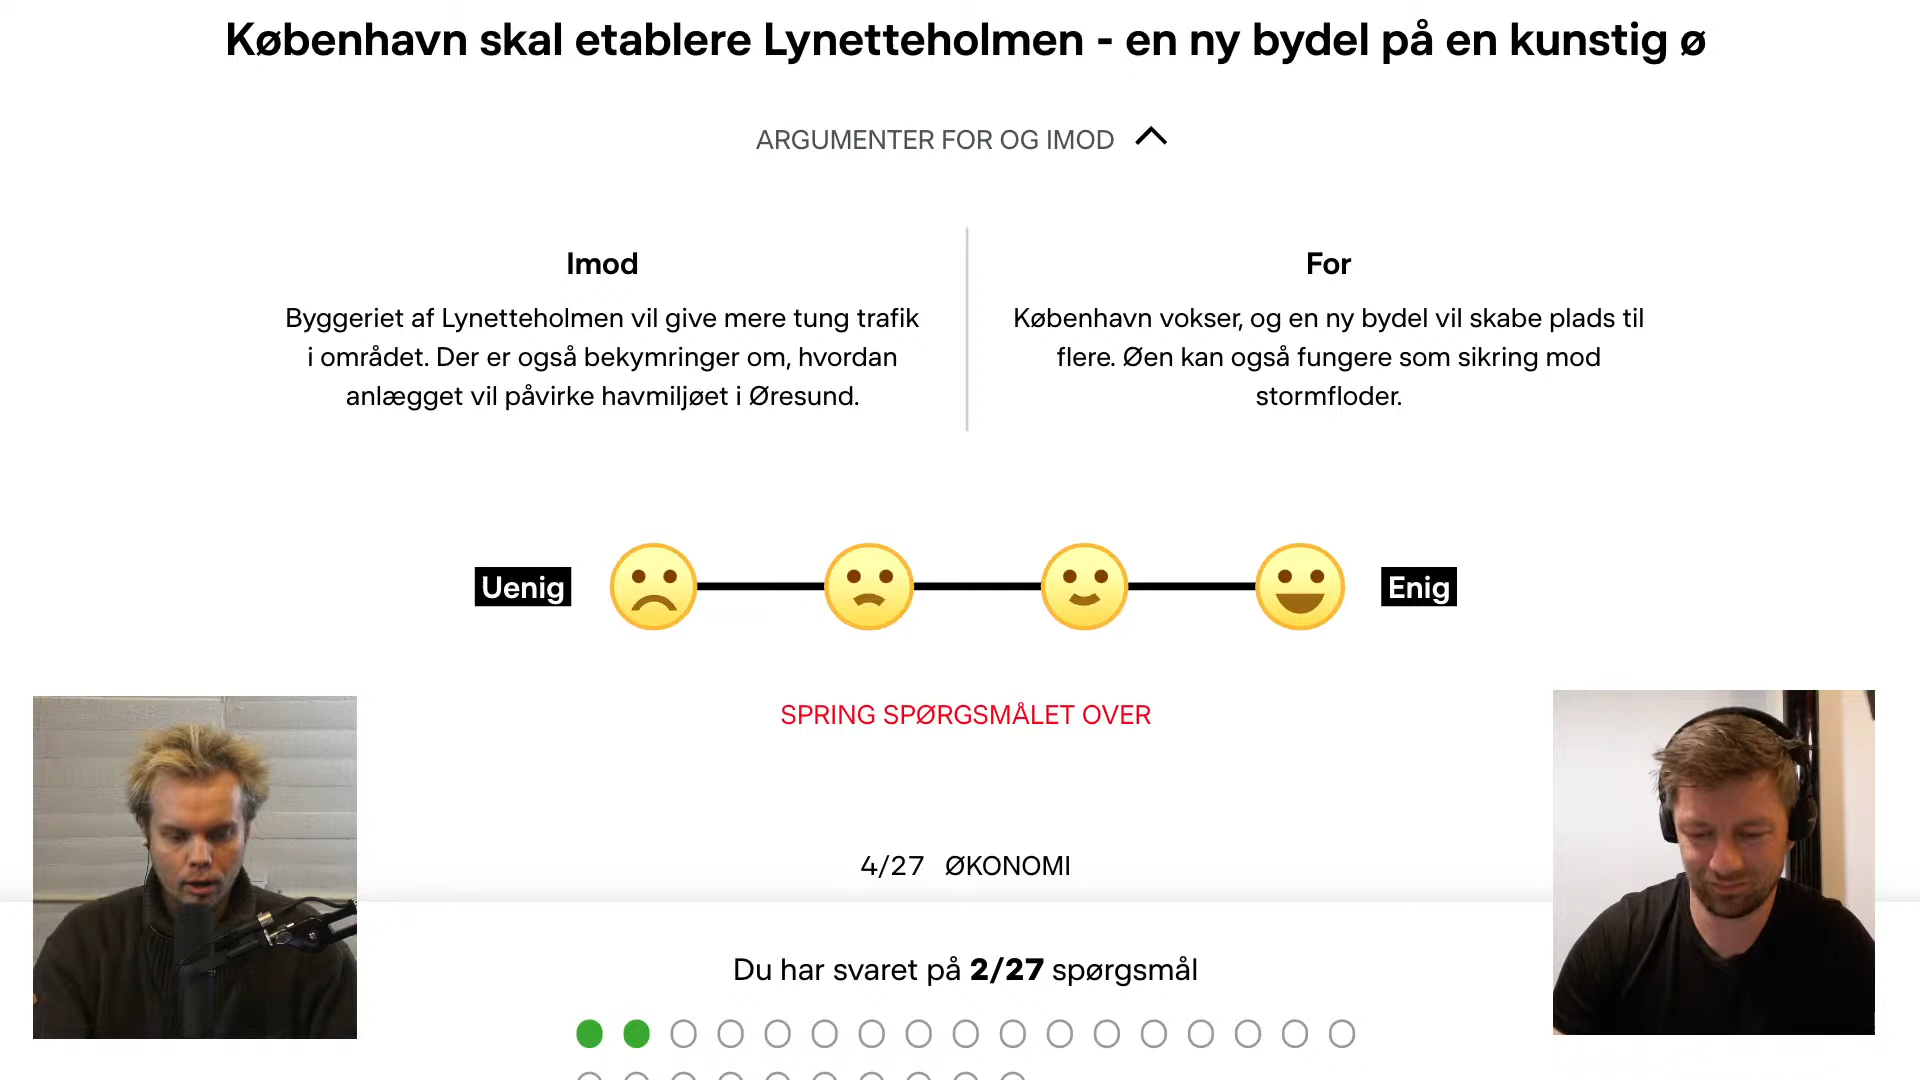 København skal etablere Lynetteholmen - en ny bydel på en kunstig ø
ARGUMENTER FOR OG IMOD
Imod
Byggeriet af Lynetteholmen vil give mere tung trafik
i området. Der er også bekymringer om, hvordan
anlægget vil påvirke havmiljøet i Øresund.
For
København vokser, og en ny bydel vil skabe plads til
flere. Øen kan også fungere som sikring mod
stormfloder.
Uenig
Enig
SPRING SPØRGSMÅLET OVER
4/27 ØKONOMI
Du har svaret på 2/27 spørgsmål